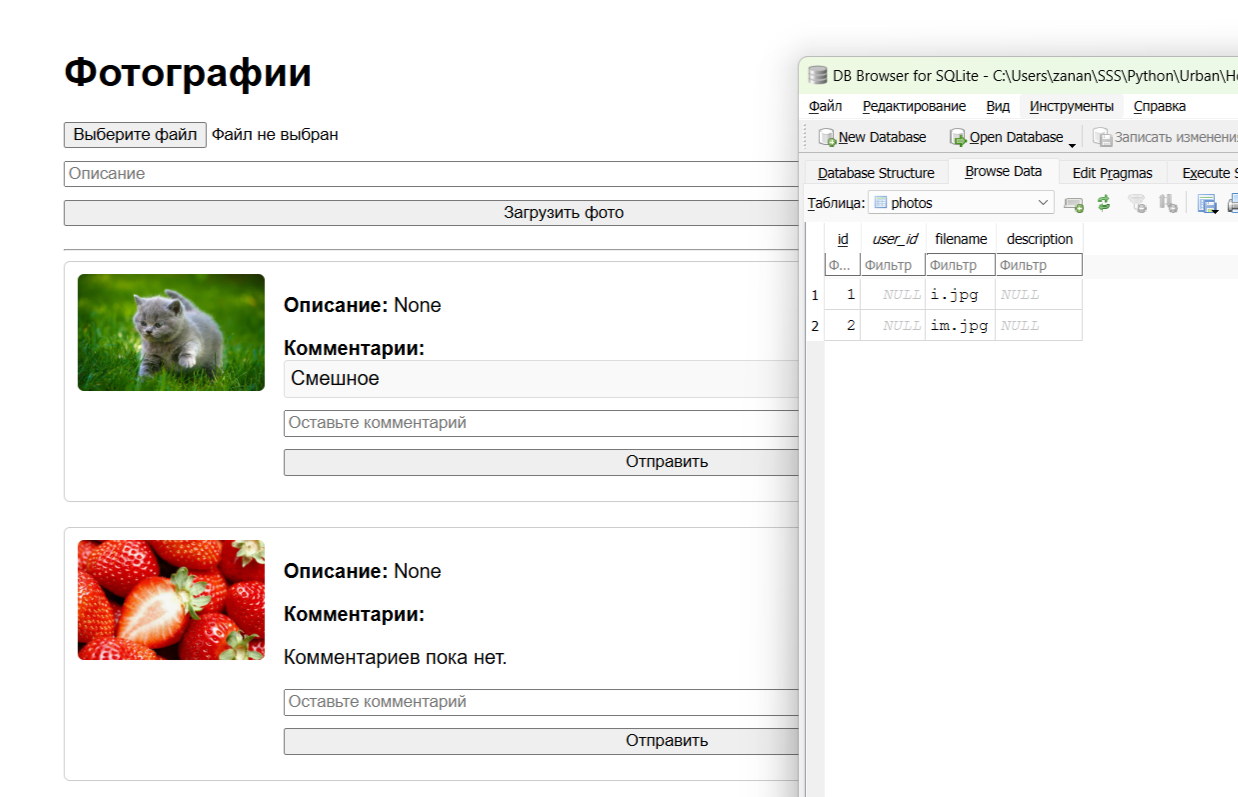 Фотографии
Выберите файл Файл не выбран
Описание
Загрузить фото
Описание: None
Комментарии:
Смешное
Оставьте комментарий
Отправить
Описание: None
Комментарии:
Комментариев пока нет.
Оставьте комментарий
Отправить
DB Browser for SQLite - C:\Users\zanan\SSS\Python\Urban\H
Файл Редактирование Вид Инструменты Справка
New Database Open Database Записать изменени
Database Structure Browse Data Edit Pragmas Execute S
Таблица: photos
id user_id filename description
Ф... Фильтр Фильтр Фильтр
1 1 NULL i.jpg NULL
2 2 NULL im.jpg NULL